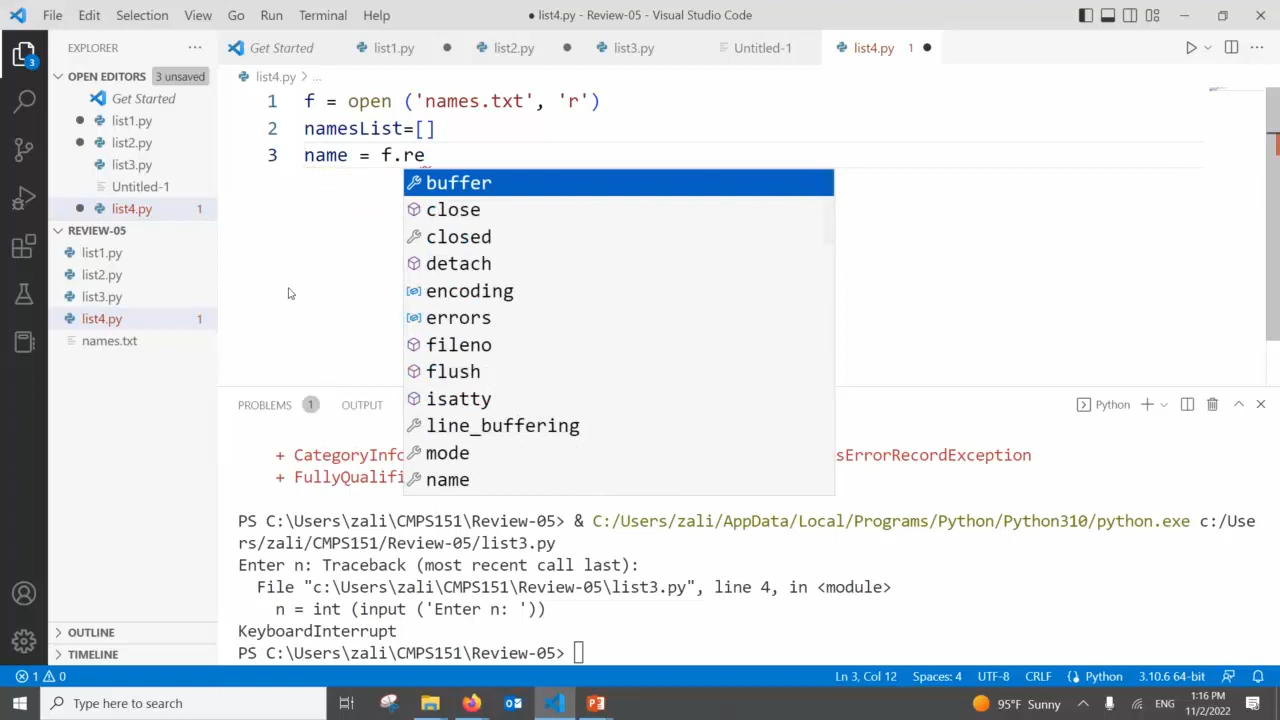 File Edit Selection View Go Run Terminal Help
● list4.py - Review-05 - Visual Studio Code
EXPLORER
Get Started list1.py list2.py list3.py Untitled-1 list4.py 1
OPEN EDITORS 3 unsaved
Get Started
list1.py
list2.py
list3.py
Untitled-1
list4.py 1
REVIEW-05
list1.py
list2.py
list3.py
list4.py 1
names.txt
OUTLINE
TIMELINE
3
list4.py > ...
1 f = open ('names.txt', 'r')
2 namesList=[]
3 name = f.re
buffer
close
closed
detach
encoding
errors
fileno
flush
isatty
line_buffering
mode
name
PROBLEMS 1 OUTPUT
Python
+ CategoryInfo
sErrorRecordException
+ FullyQualifi
PS C:\Users\zali\CMPS151\Review-05> & C:/Users/zali/AppData/Local/Programs/Python/Python310/python.exe c:/Use
rs/zali/CMPS151/Review-05/list3.py
Enter n: Traceback (most recent call last):
File "c:\Users\zali\CMPS151\Review-05\list3.py", line 4, in <module>
n = int (input ('Enter n: '))
KeyboardInterrupt
PS C:\Users\zali\CMPS151\Review-05>
1 0
Ln 3, Col 12 Spaces: 4 UTF-8 CRLF Python 3.10.6 64-bit
Type here to search
95°F Sunny
ENG
1:16 PM
11/2/2022